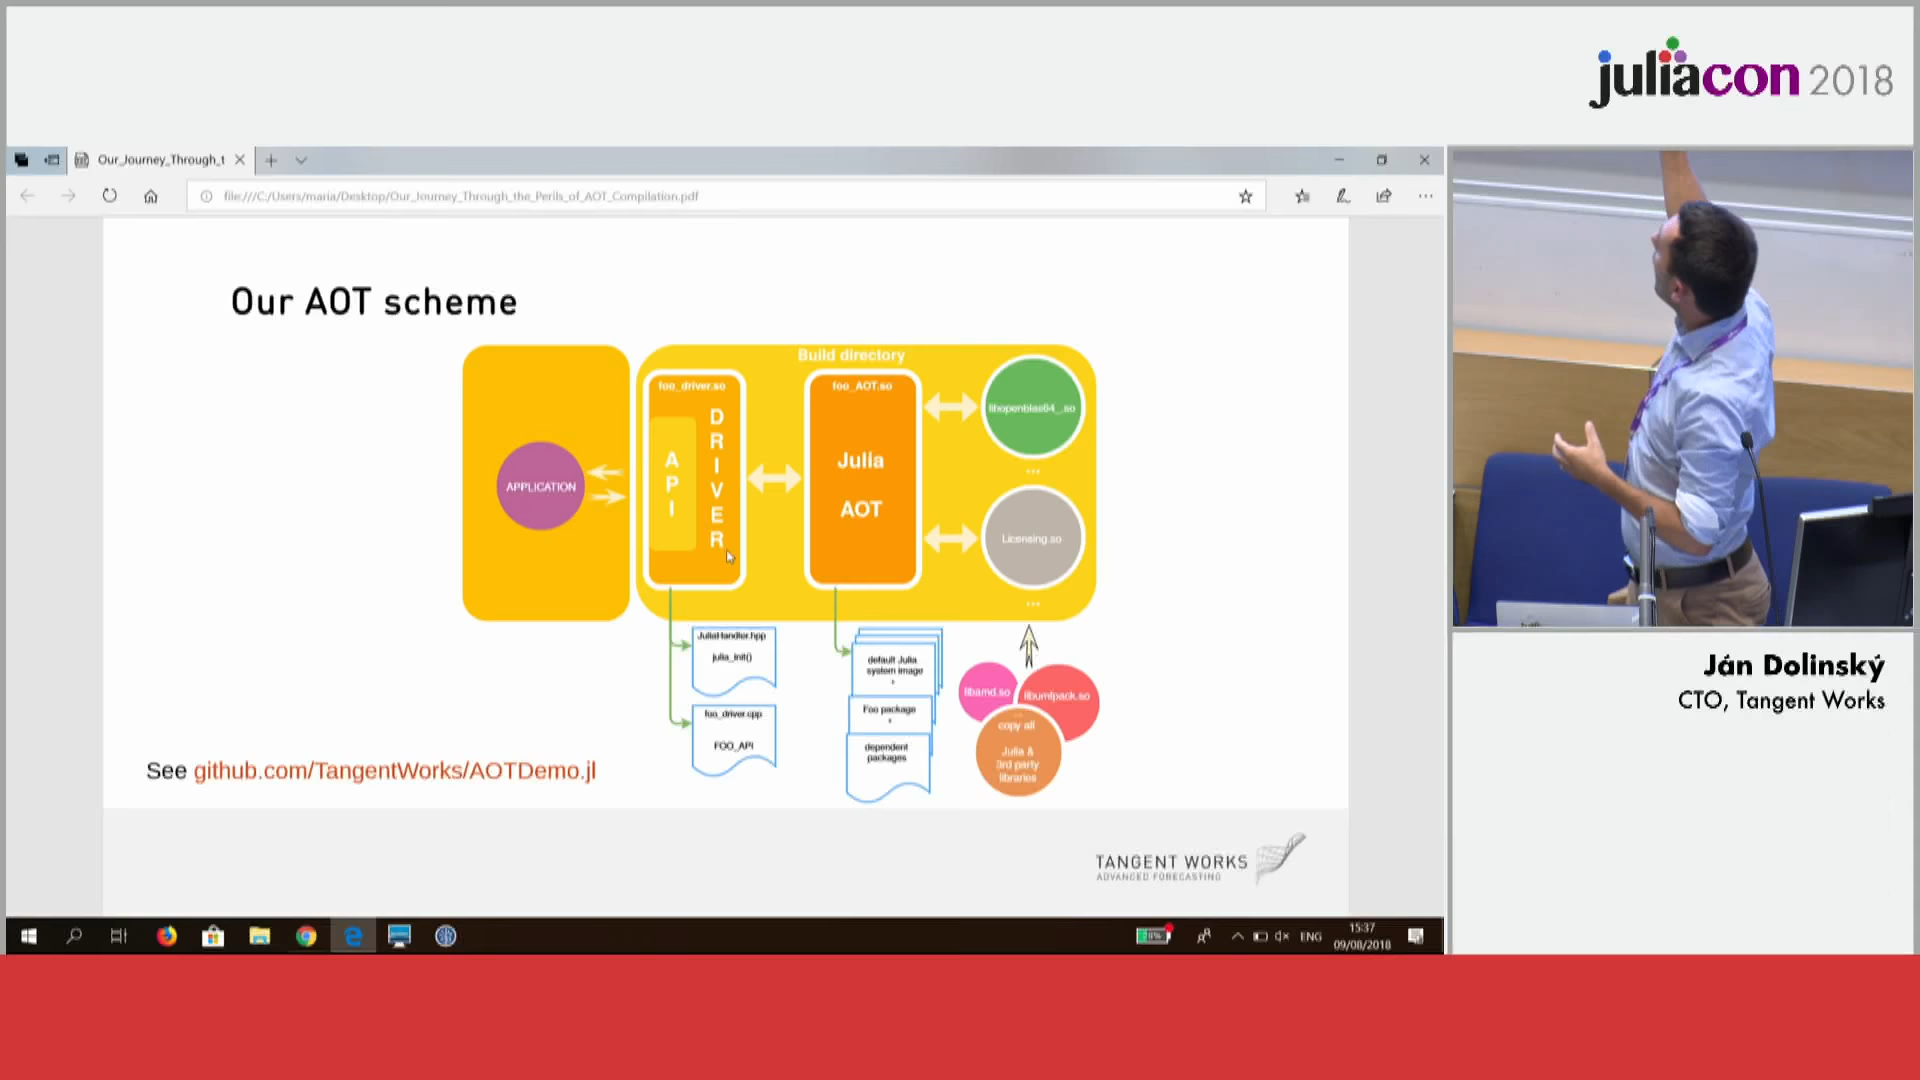 juliacon 2018
Our_Journey_Through_t
file:///C:/Users/maria/Desktop/Our_Journey_Through_the_Perils_of_AOT_Compilation.pdf
Our AOT scheme
Build directory
foo_driver.so
foo_AOT.so
libopenblas64_.so
DRIVER
API
Julia
AOT
APPLICATION
...
Licensing.so
...
JuliaHandler.hpp
julia_init()
foo_driver.cpp
FOO_API
default Julia
system image
+
Foo package
+
dependent
packages
libamd.so
libumfpack.so
...
copy all
Julia &
3rd party
libraries
See github.com/TangentWorks/AOTDemo.jl
TANGENT WORKS
ADVANCED FORECASTING
ENG
15:37
09/08/2018
Ján Dolinský
CTO, Tangent Works